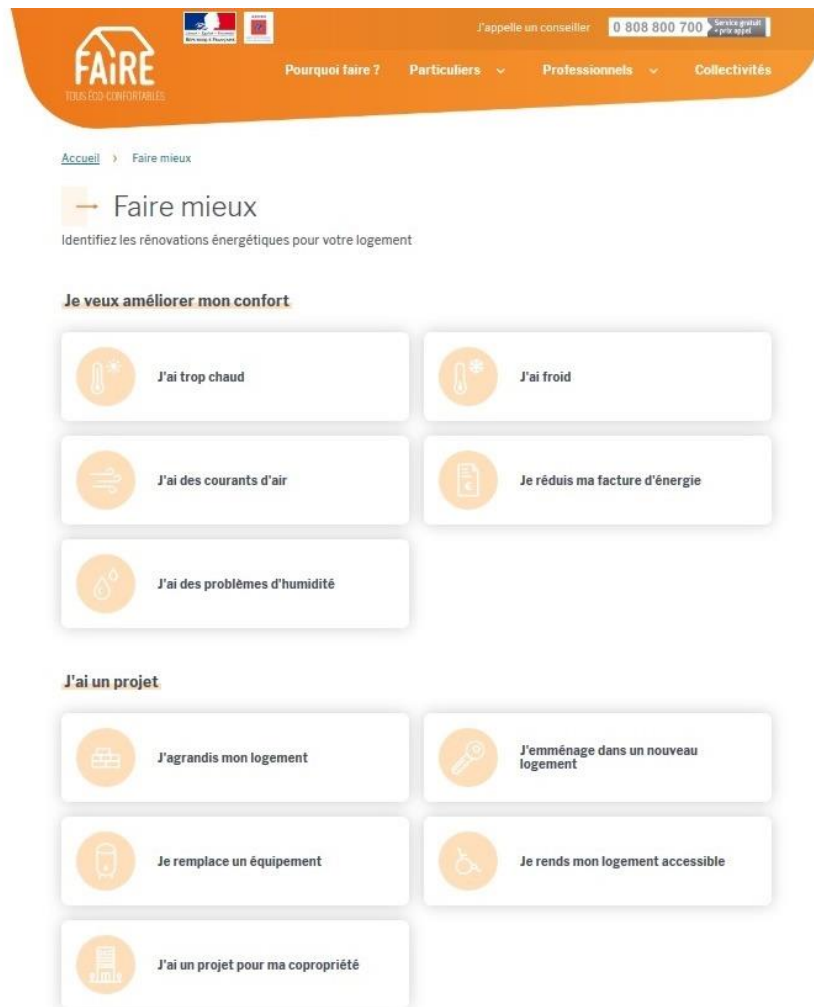 J'appelle un conseiller 0 808 800 700 Service gratuit + prix appel
FAiRE
TOUS ÉCO-CONFORTABLES
Pourquoi faire ? Particuliers Professionnels Collectivités
Accueil > Faire mieux
→ Faire mieux
Identifiez les rénovations énergétiques pour votre logement
Je veux améliorer mon confort
J'ai trop chaud
J'ai froid
J'ai des courants d'air
Je réduis ma facture d'énergie
J'ai des problèmes d'humidité
J'ai un projet
J'agrandis mon logement
J'emménage dans un nouveau
logement
Je remplace un équipement
Je rends mon logement accessible
J'ai un projet pour ma copropriété